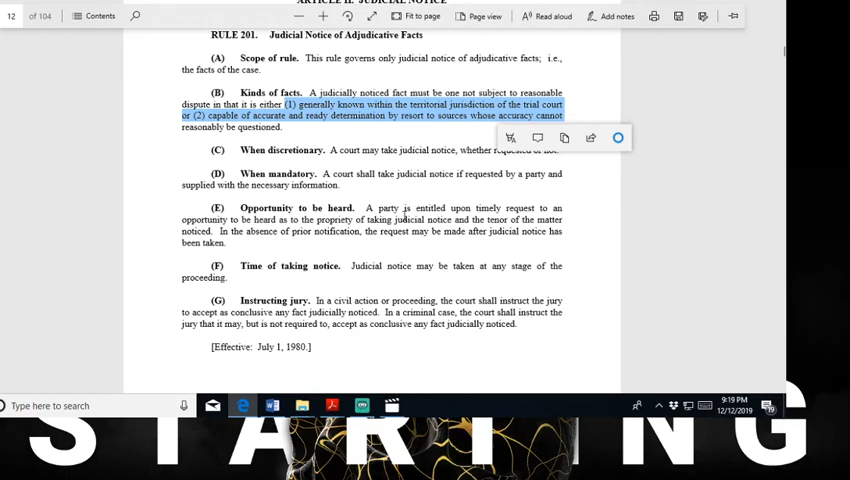 ARTICLE II. JUDICIAL NOTICE
12 of 104 Contents Fit to page Page view Read aloud Add notes
RULE 201. Judicial Notice of Adjudicative Facts
(A) Scope of rule. This rule governs only judicial notice of adjudicative facts; i.e.,
the facts of the case.
(B) Kinds of facts. A judicially noticed fact must be one not subject to reasonable
dispute in that it is either (1) generally known within the territorial jurisdiction of the trial court
or (2) capable of accurate and ready determination by resort to sources whose accuracy cannot
reasonably be questioned.
(C) When discretionary. A court may take judicial notice, whether requested or not.
(D) When mandatory. A court shall take judicial notice if requested by a party and
supplied with the necessary information.
(E) Opportunity to be heard. A party is entitled upon timely request to an
opportunity to be heard as to the propriety of taking judicial notice and the tenor of the matter
noticed. In the absence of prior notification, the request may be made after judicial notice has
been taken.
(F) Time of taking notice. Judicial notice may be taken at any stage of the
proceeding.
(G) Instructing jury. In a civil action or proceeding, the court shall instruct the jury
to accept as conclusive any fact judicially noticed. In a criminal case, the court shall instruct the
jury that it may, but is not required to, accept as conclusive any fact judicially noticed.
[Effective: July 1, 1980.]
Type here to search
9:19 PM
12/12/2019
19
STARTING